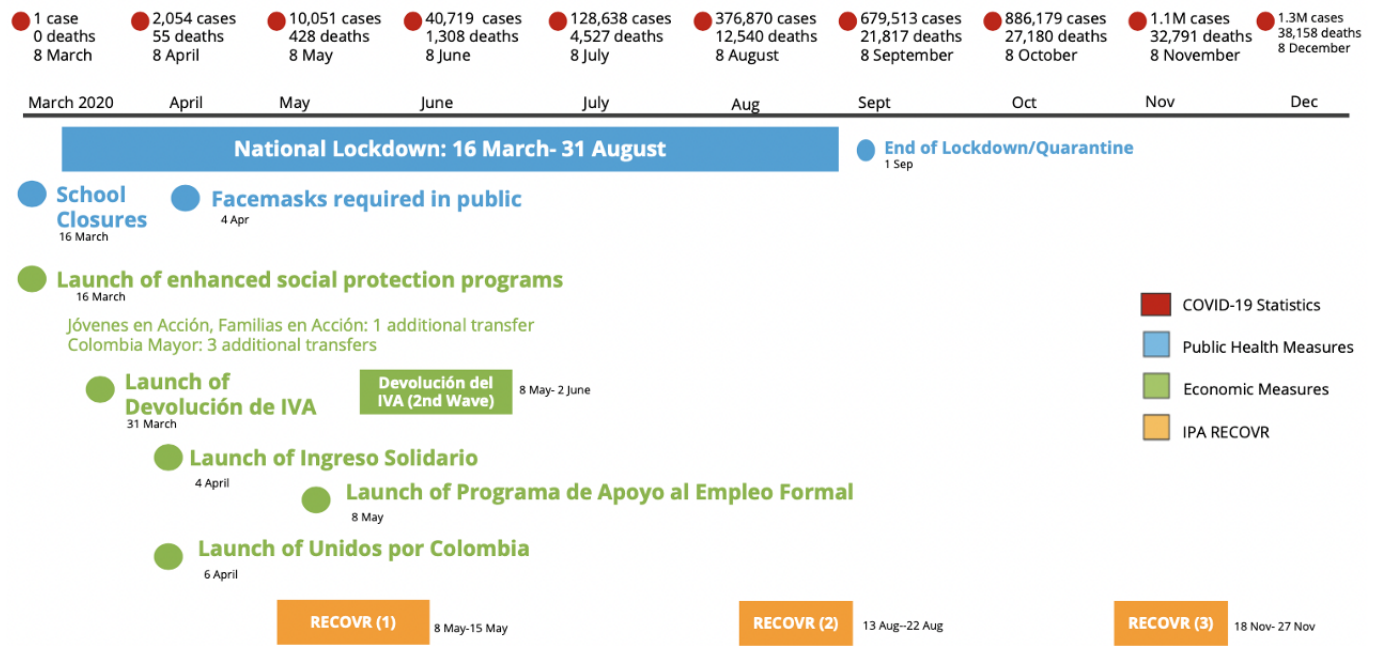 1 case
0 deaths
8 March
2,054 cases
55 deaths
8 April
10,051 cases
428 deaths
8 May
40,719 cases
1,308 deaths
8 June
128,638 cases
4,527 deaths
8 July
376,870 cases
12,540 deaths
8 August
679,513 cases
21,817 deaths
8 September
886,179 cases
27,180 deaths
8 October
1.1M cases
32,791 deaths
8 November
1.3M cases
38,158 deaths
8 December
March 2020
April
May
June
July
Aug
Sept
Oct
Nov
Dec
National Lockdown: 16 March- 31 August
End of Lockdown/Quarantine
1 Sep
School
Closures
16 March
Facemasks required in public
4 Apr
Launch of enhanced social protection programs
16 March
Jóvenes en Acción, Familias en Acción: 1 additional transfer
Colombia Mayor: 3 additional transfers
Launch of
Devolución de IVA
31 March
Devolución del
IVA (2nd Wave)
8 May- 2 June
Launch of Ingreso Solidario
4 April
Launch of Programa de Apoyo al Empleo Formal
8 May
Launch of Unidos por Colombia
6 April
RECOVR (1)
8 May-15 May
RECOVR (2)
13 Aug--22 Aug
RECOVR (3)
18 Nov- 27 Nov
COVID-19 Statistics
Public Health Measures
Economic Measures
IPA RECOVR